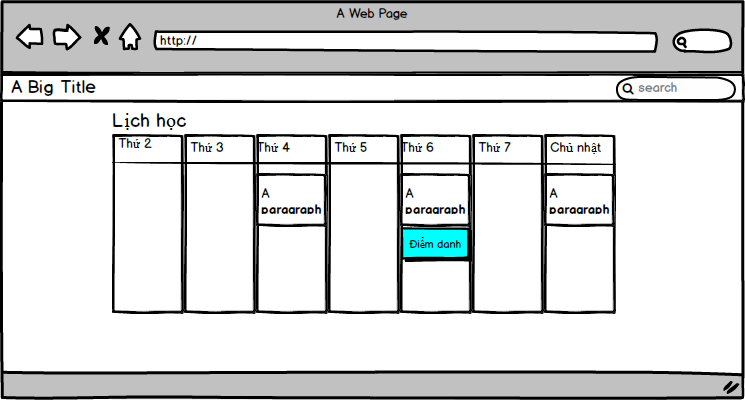 A Web Page
http://
A Big Title
search
Lịch học
Thứ 2
Thứ 3
Thứ 4
Thứ 5
Thứ 6
Thứ 7
Chủ nhật
A
paragraph
A
paragraph
A
paragraph
Điểm danh